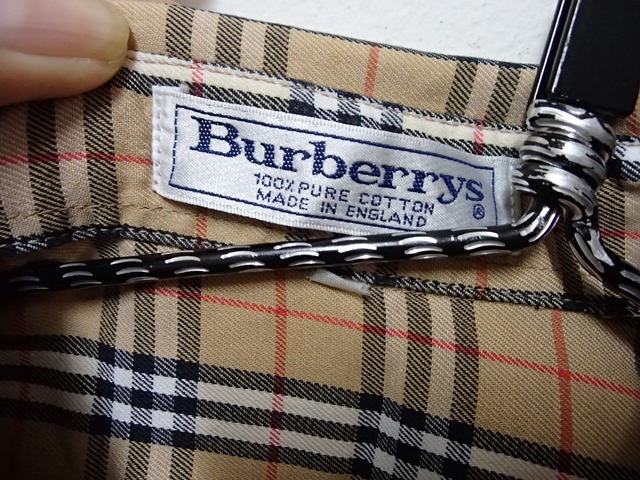 Burberrys®
100% PURE COTTON
MADE IN ENGLAND